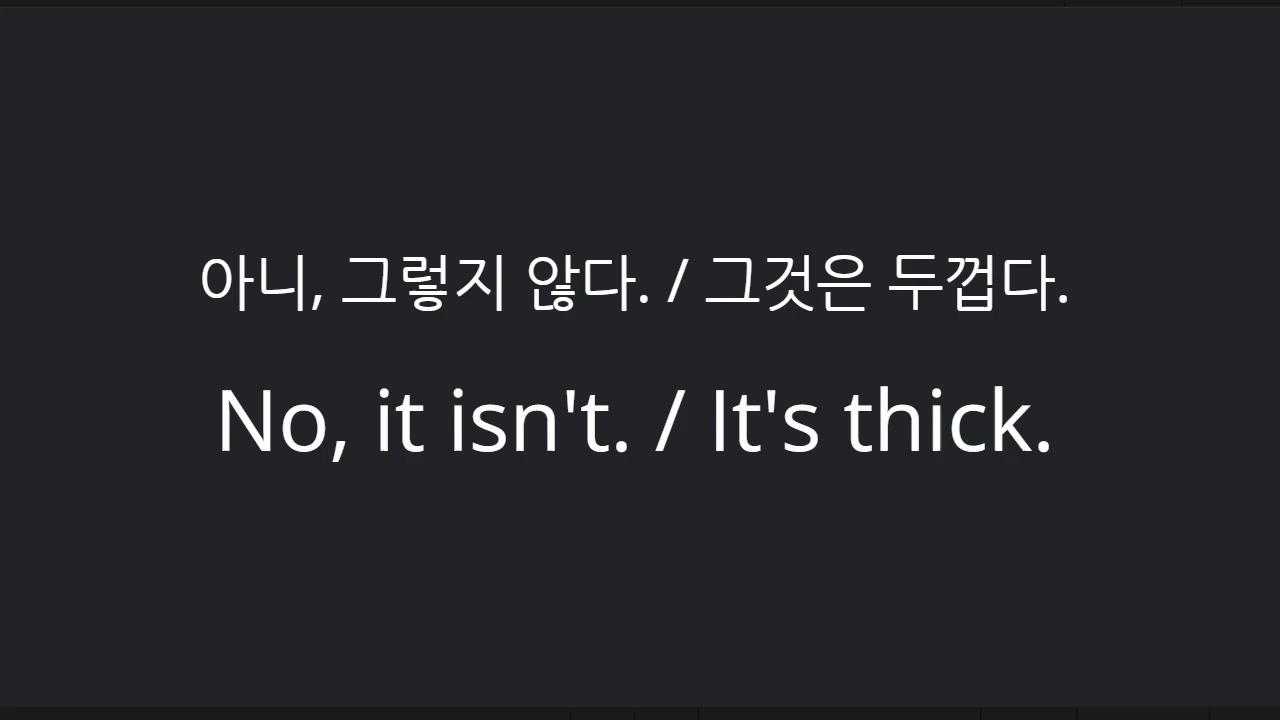 아니, 그렇지 않다. / 그것은 두껍다.
No, it isn't. / It's thick.